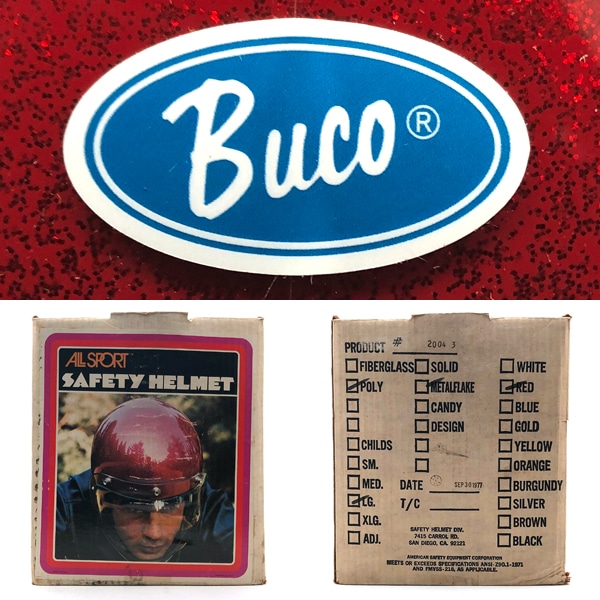 Buco®
ALL SPORT
SAFETY HELMET
PRODUCT # 2004 3
FIBERGLASS SOLID WHITE
POLY METALFLAKE RED
CANDY BLUE
DESIGN GOLD
CHILDS YELLOW
SM. ORANGE
MED. DATE SEP 30 1977 BURGUNDY
LG. T/C SILVER
XLG. BROWN
ADJ. BLACK
SAFETY HELMET DIV.
7415 CARROL RD.
SAN DIEGO, CA. 92121
AMERICAN SAFETY EQUIPMENT CORPORATION
MEETS OR EXCEEDS SPECIFICATIONS ANSI-Z90.1-1971
AND FMVSS-218, AS APPLICABLE.